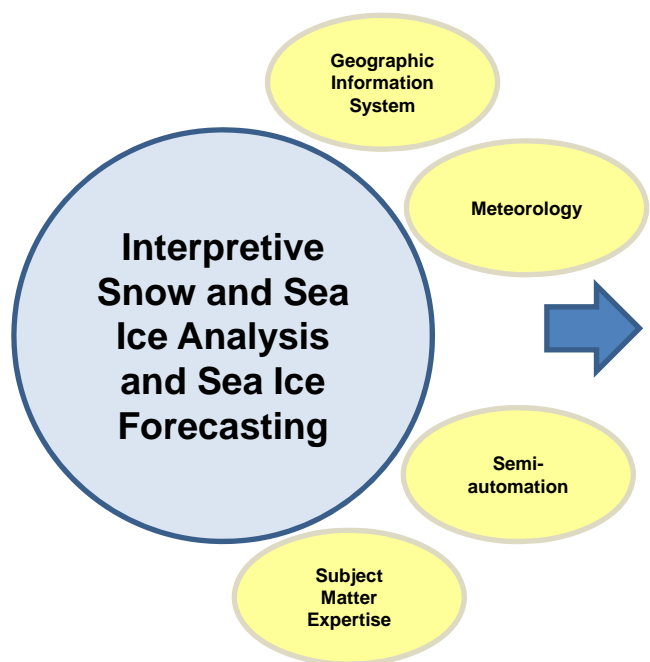 Geographic
Information
System
Meteorology
Interpretive
Snow and Sea
Ice Analysis
and Sea Ice
Forecasting
Semi-
automation
Subject
Matter
Expertise